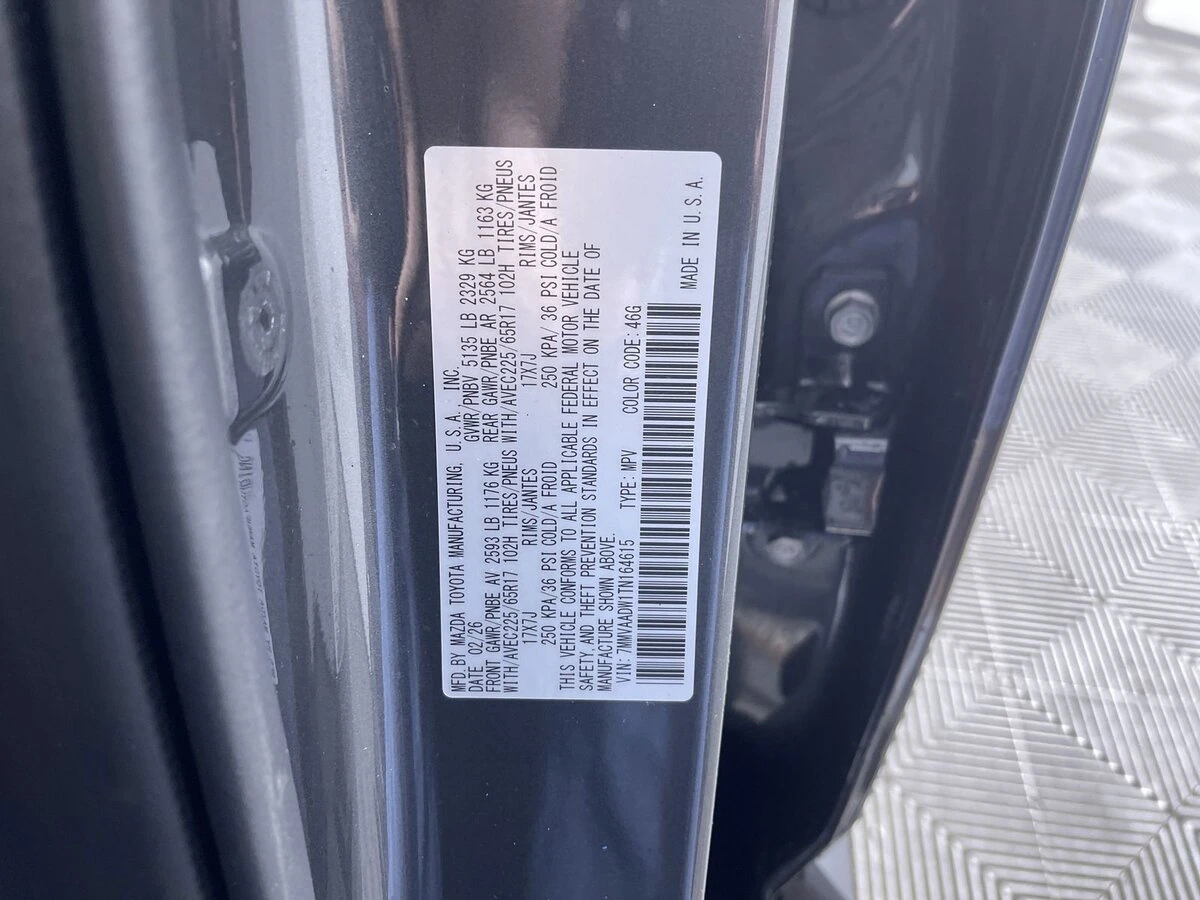 MFD. BY MAZDA TOYOTA MANUFACTURING, U.S.A., INC.
DATE 02/26 GVWR/PNBV 5135 LB 2329 KG
FRONT GAWR/PNBE AV 2593 LB 1176 KG REAR GAWR/PNBE AR 2564 LB 1163 KG
WITH/AVEC225/65R17 102H TIRES/PNEUS WITH/AVEC225/65R17 102H TIRES/PNEUS
17X7J RIMS/JANTES 17X7J RIMS/JANTES
250 KPA/36 PSI COLD/A FROID 250 KPA/ 36 PSI COLD/A FROID
THIS VEHICLE CONFORMS TO ALL APPLICABLE FEDERAL MOTOR VEHICLE
SAFETY, AND THEFT PREVENTION STANDARDS IN EFFECT ON THE DATE OF
MANUFACTURE SHOWN ABOVE.
VIN: 7MMVAADW1TN164615 TYPE: MPV COLOR CODE: 46G
MADE IN U.S.A.